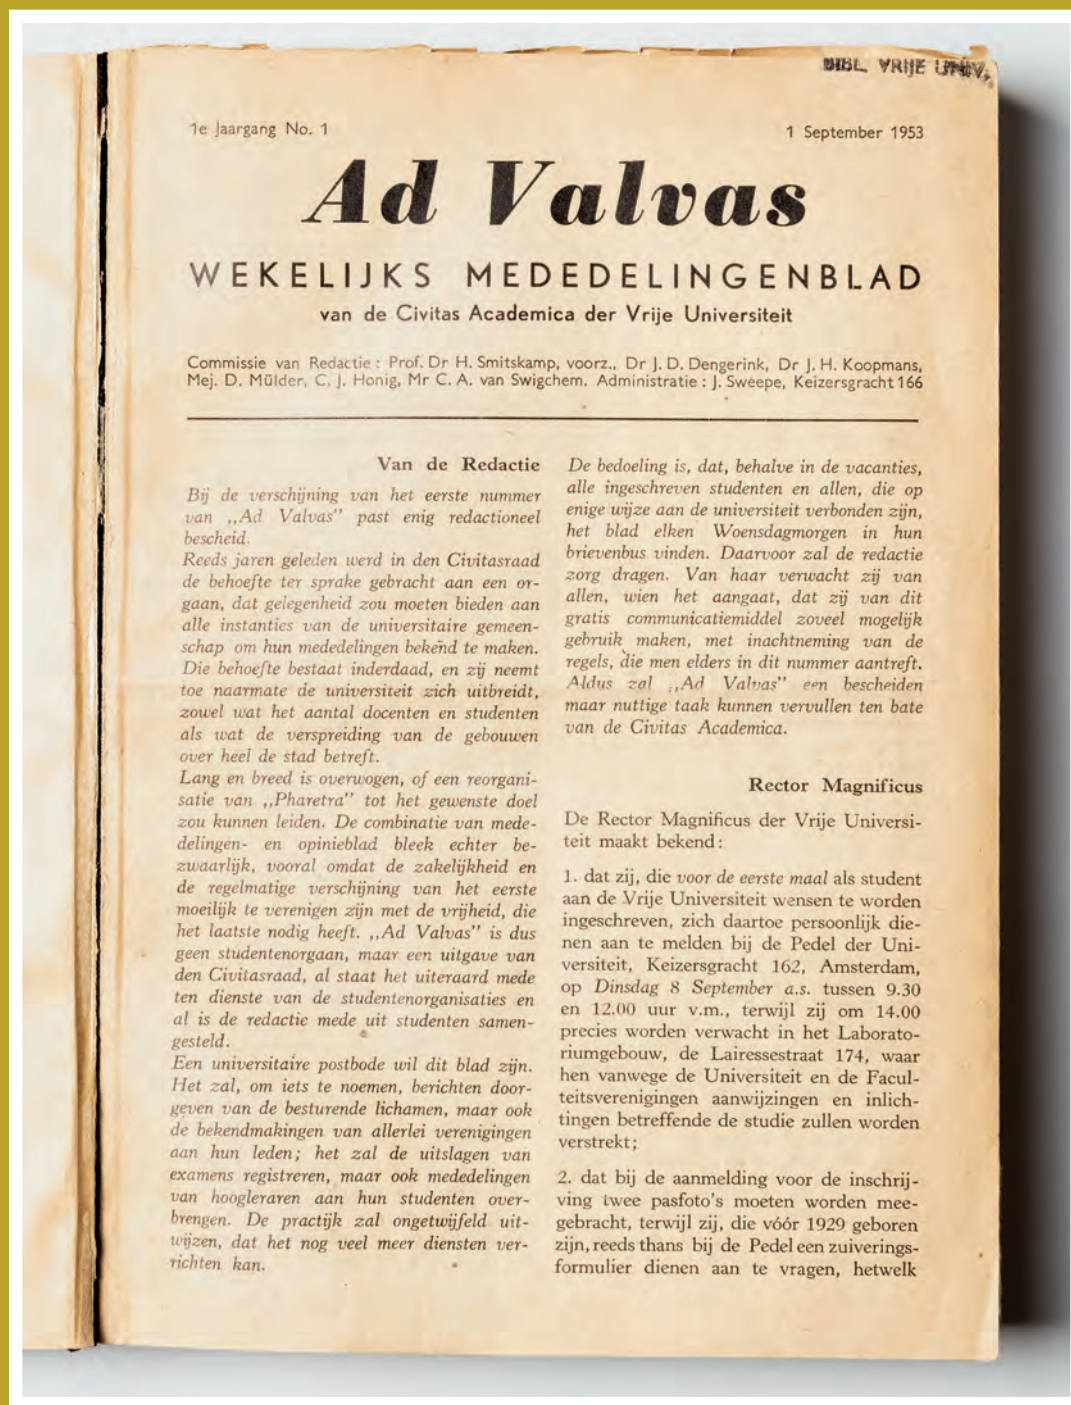 BIBL. VRIJE UNIV.
1e Jaargang No. 1
1 September 1953
Ad Valvas
WEKELIJKS MEDEDELINGENBLAD
van de Civitas Academica der Vrije Universiteit
Commissie van Redactie : Prof. Dr H. Smitskamp, voorz., Dr J. D. Dengerink, Dr J. H. Koopmans,
Mej. D. Mülder, C. J. Honig, Mr C. A. van Swigchem. Administratie : J. Sweepe, Keizersgracht 166
Van de Redactie
Bij de verschijning van het eerste nummer
van ,,Ad Valvas" past enig redactioneel
bescheid.
Reeds jaren geleden werd in den Civitasraad
de behoefte ter sprake gebracht aan een or-
gaan, dat gelegenheid zou moeten bieden aan
alle instanties van de universitaire gemeen-
schap om hun mededelingen bekend te maken.
Die behoefte bestaat inderdaad, en zij neemt
toe naarmate de universiteit zich uitbreidt,
zowel wat het aantal docenten en studenten
als wat de verspreiding van de gebouwen
over heel de stad betreft.
Lang en breed is overwogen, of een reorgani-
satie van ,,Pharetra" tot het gewenste doel
zou kunnen leiden. De combinatie van mede-
delingen- en opinieblad bleek echter be-
zwaarlijk, vooral omdat de zakelijkheid en
de regelmatige verschijning van het eerste
moeilijk te verenigen zijn met de vrijheid, die
het laatste nodig heeft. ,,Ad Valvas" is dus
geen studentenorgaan, maar een uitgave van
den Civitasraad, al staat het uiteraard mede
ten dienste van de studentenorganisaties en
al is de redactie mede uit studenten samen-
gesteld.
Een universitaire postbode wil dit blad zijn.
Het zal, om iets te noemen, berichten door-
geven van de besturende lichamen, maar ook
de bekendmakingen van allerlei verenigingen
aan hun leden; het zal de uitslagen van
examens registreren, maar ook mededelingen
van hoogleraren aan hun studenten over-
brengen. De practijk zal ongetwijfeld uit-
wijzen, dat het nog veel meer diensten ver-
richten kan.
De bedoeling is, dat, behalve in de vacanties,
alle ingeschreven studenten en allen, die op
enige wijze aan de universiteit verbonden zijn,
het blad elken Woensdagmorgen in hun
brievenbus vinden. Daarvoor zal de redactie
zorg dragen. Van haar verwacht zij van
allen, wien het aangaat, dat zij van dit
gratis communicatiemiddel zoveel mogelijk
gebruik maken, met inachtneming van de
regels, die men elders in dit nummer aantreft.
Aldus zal ,,Ad Valvas" een bescheiden
maar nuttige taak kunnen vervullen ten bate
van de Civitas Academica.
Rector Magnificus
De Rector Magnificus der Vrije Universi-
teit maakt bekend :
1. dat zij, die voor de eerste maal als student
aan de Vrije Universiteit wensen te worden
ingeschreven, zich daartoe persoonlijk die-
nen aan te melden bij de Pedel der Uni-
versiteit, Keizersgracht 162, Amsterdam,
op Dinsdag 8 September a.s. tussen 9.30
en 12.00 uur v.m., terwijl zij om 14.00
precies worden verwacht in het Laborato-
riumgebouw, de Lairessestraat 174, waar
hen vanwege de Universiteit en de Facul-
teitsverenigingen aanwijzingen en inlich-
tingen betreffende de studie zullen worden
verstrekt;
2. dat bij de aanmelding voor de inschrij-
ving twee pasfoto's moeten worden mee-
gebracht, terwijl zij, die vóór 1929 geboren
zijn, reeds thans bij de Pedel een zuiverings-
formulier dienen aan te vragen, hetwelk